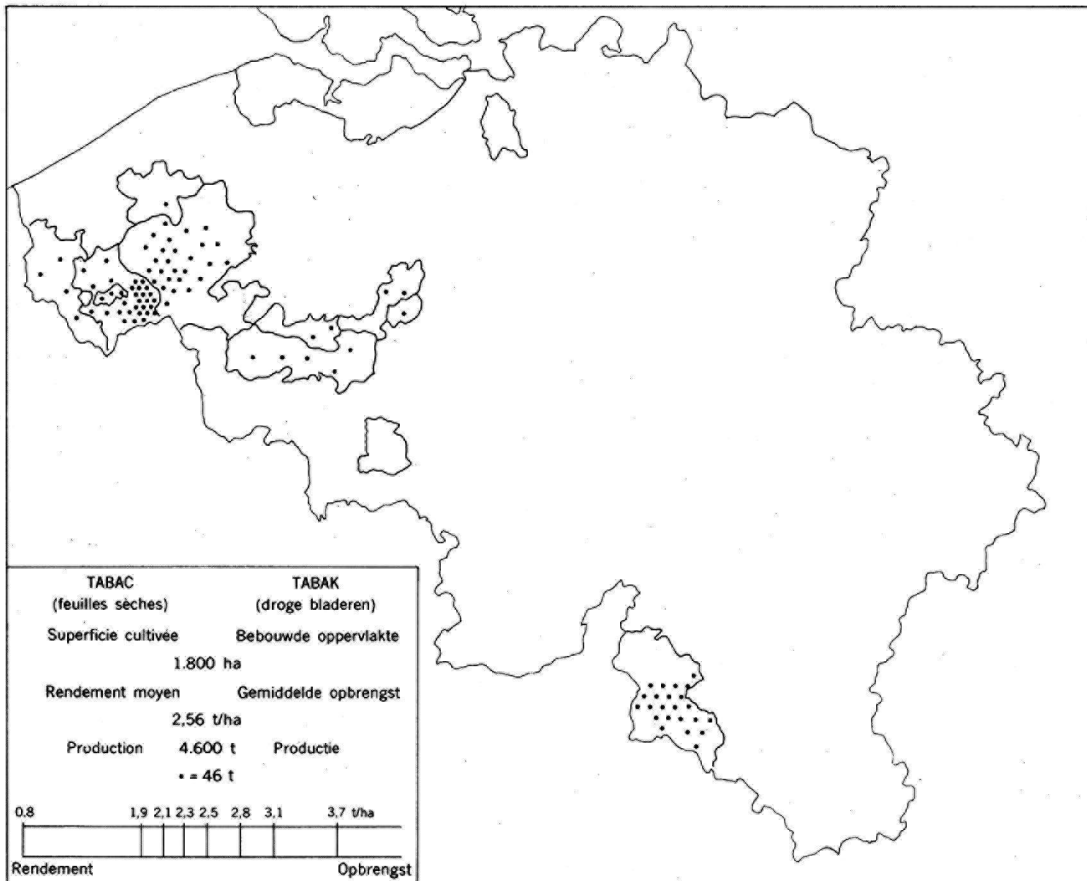 TABAC TABAK
(feuilles sèches) (droge bladeren)
Superficie cultivée Bebouwde oppervlakte
1.800 ha
Rendement moyen Gemiddelde opbrengst
2,56 t/ha
Production 4.600 t Productie
• = 46 t
0,8 1,9 2,1 2,3 2,5 2,8 3,1 3,7 t/ha
Rendement Opbrengst